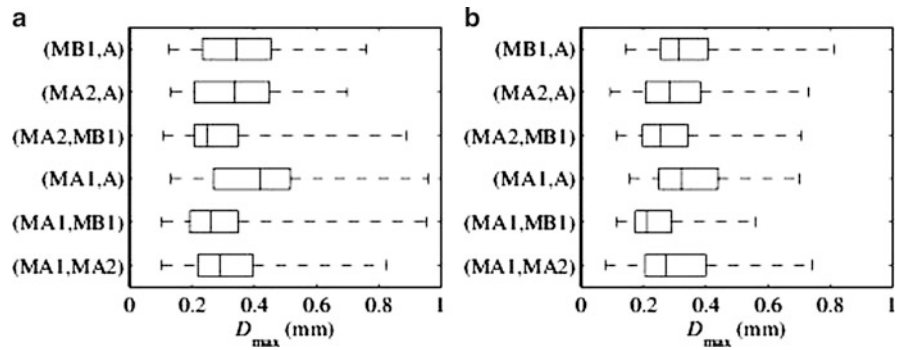 a
(MB1,A)
(MA2,A)
(MA2,MB1)
(MA1,A)
(MA1,MB1)
(MA1,MA2)
0 0.2 0.4 0.6 0.8 1
Dmax (mm)
b
(MB1,A)
(MA2,A)
(MA2,MB1)
(MA1,A)
(MA1,MB1)
(MA1,MA2)
0 0.2 0.4 0.6 0.8 1
Dmax (mm)